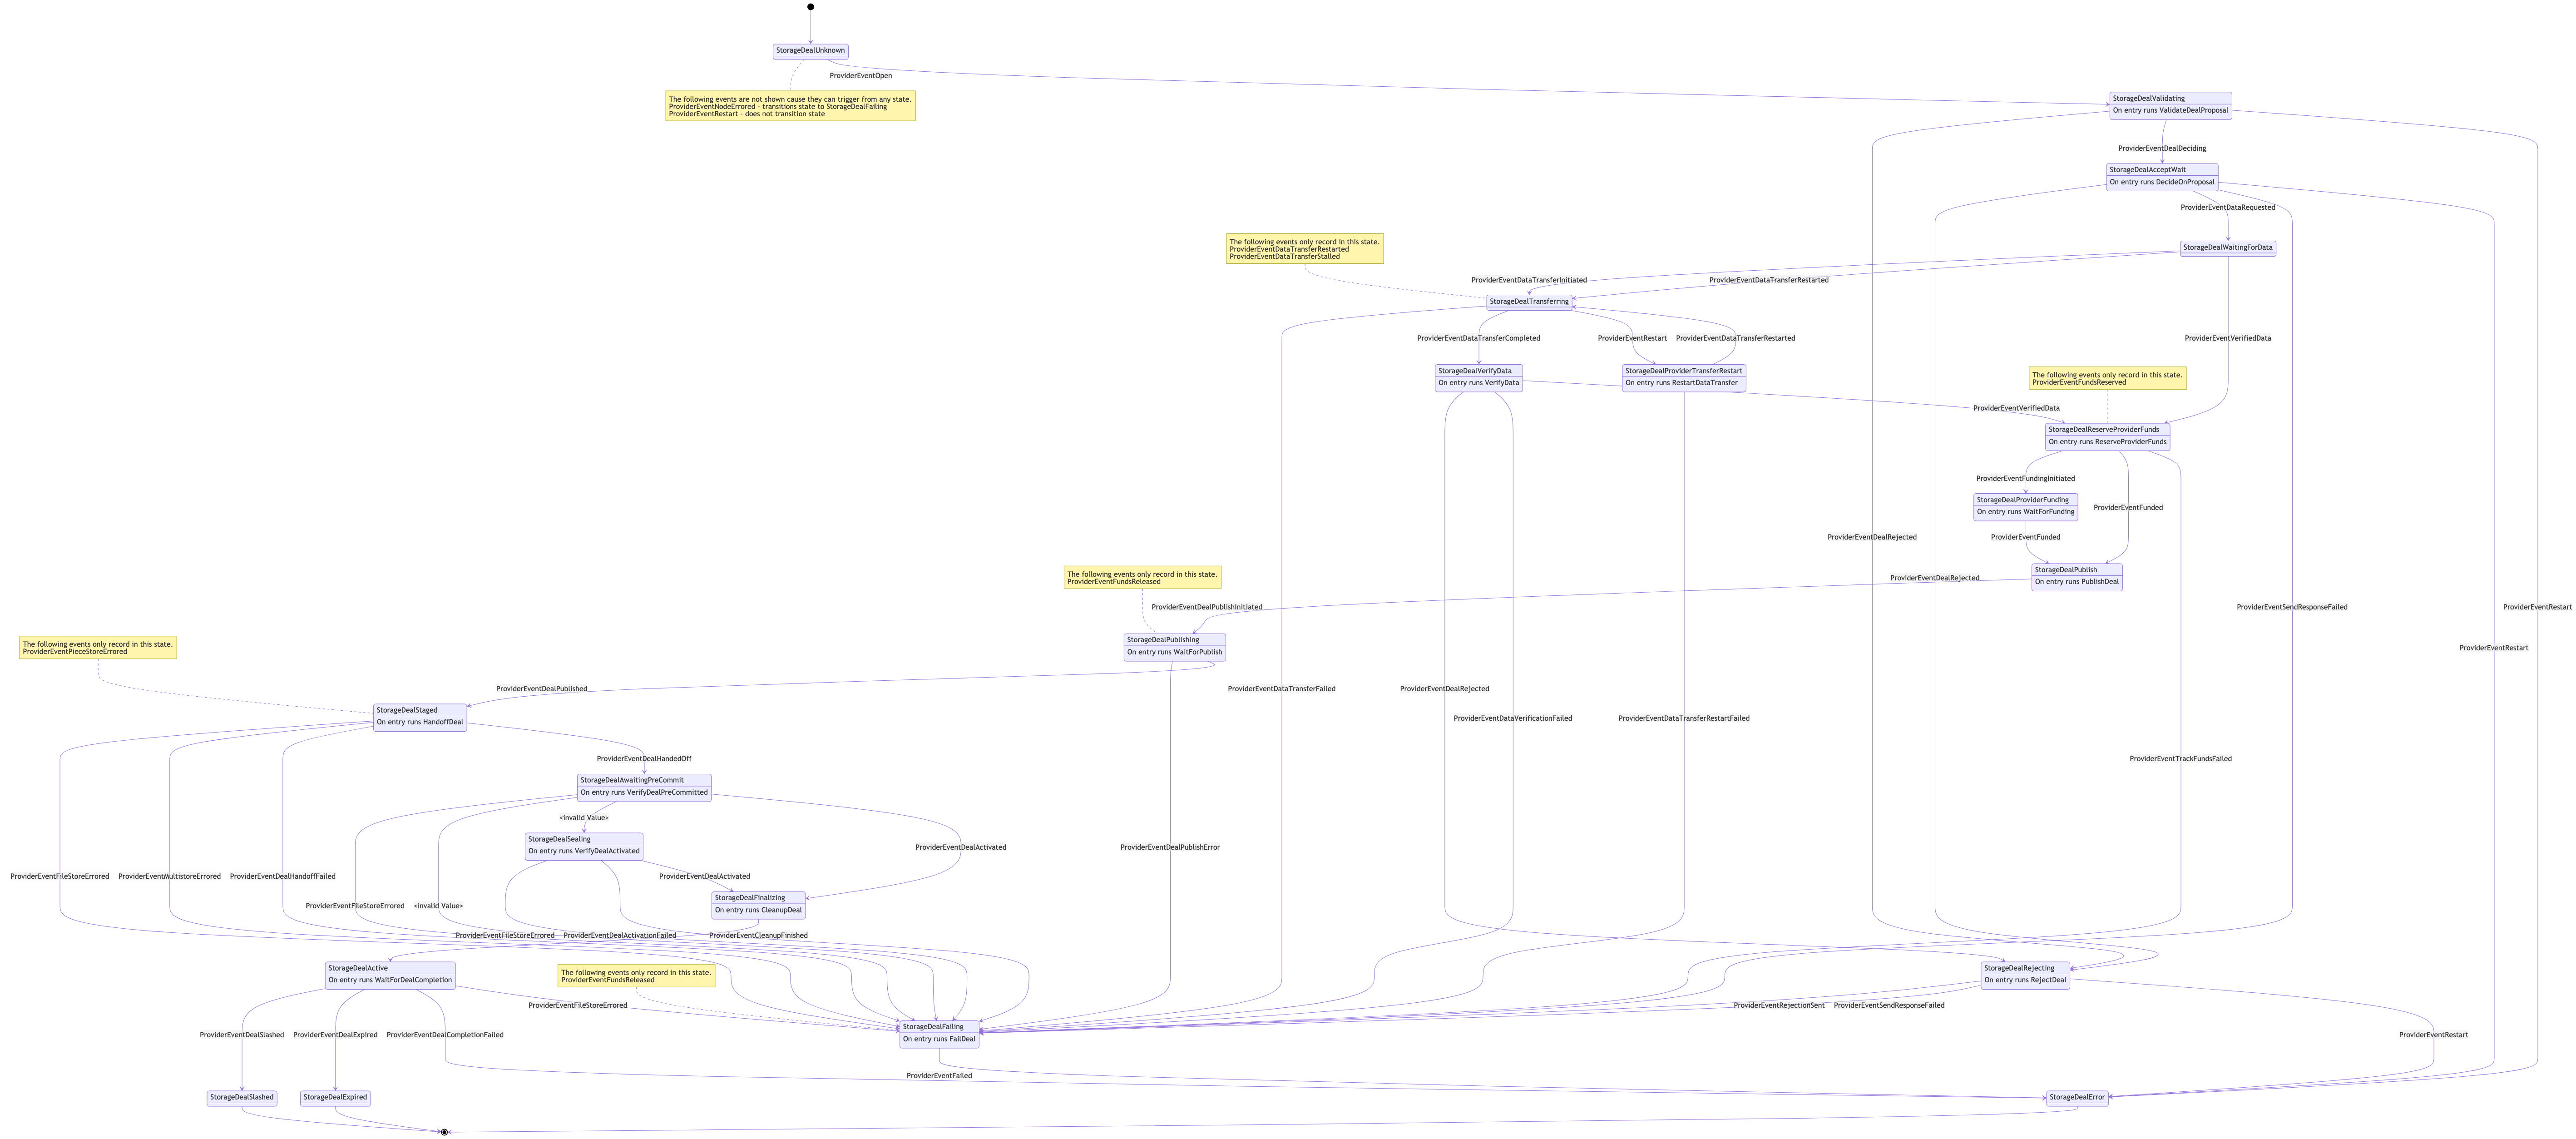 StorageDealUnknown
ProviderEventOpen
The following events are not shown cause they can trigger from any state.
ProviderEventNodeErrored - transitions state to StorageDealFailing
ProviderEventRestart - does not transition state
StorageDealValidating
On entry runs ValidateDealProposal
ProviderEventDealDeciding
StorageDealAcceptWait
On entry runs DecideOnProposal
ProviderEventDataRequested
The following events only record in this state.
ProviderEventDataTransferRestarted
ProviderEventDataTransferStalled
StorageDealWaitingForData
ProviderEventDataTransferInitiated
ProviderEventDataTransferRestarted
StorageDealTransferring
ProviderEventDataTransferCompleted
ProviderEventRestart
ProviderEventDataTransferRestarted
ProviderEventVerifiedData
StorageDealVerifyData
On entry runs VerifyData
StorageDealProviderTransferRestart
On entry runs RestartDataTransfer
The following events only record in this state.
ProviderEventFundsReserved
ProviderEventVerifiedData
StorageDealReserveProviderFunds
On entry runs ReserveProviderFunds
ProviderEventFundingInitiated
StorageDealProviderFunding
On entry runs WaitForFunding
ProviderEventFunded
ProviderEventDealRejected
ProviderEventFunded
StorageDealPublish
On entry runs PublishDeal
The following events only record in this state.
ProviderEventFundsReleased
ProviderEventDealRejected
ProviderEventDealPublishInitiated
ProviderEventSendResponseFailed
ProviderEventRestart
StorageDealPublishing
On entry runs WaitForPublish
The following events only record in this state.
ProviderEventPieceStoreErrored
ProviderEventRestart
ProviderEventDealPublished
ProviderEventDataTransferFailed
ProviderEventDealRejected
StorageDealStaged
On entry runs HandoffDeal
ProviderEventDataVerificationFailed
ProviderEventDataTransferRestartFailed
ProviderEventDealHandedOff
ProviderEventTrackFundsFailed
StorageDealAwaitingPreCommit
On entry runs VerifyDealPreCommitted
<invalid Value>
StorageDealSealing
On entry runs VerifyDealActivated
ProviderEventDealActivated
ProviderEventDealPublishError
ProviderEventFileStoreErrored
ProviderEventMultistoreErrored
ProviderEventDealHandoffFailed
ProviderEventDealActivated
StorageDealFinalizing
On entry runs CleanupDeal
ProviderEventFileStoreErrored
<invalid Value>
ProviderEventFileStoreErrored
ProviderEventDealActivationFailed
ProviderEventCleanupFinished
StorageDealActive
On entry runs WaitForDealCompletion
The following events only record in this state.
ProviderEventFundsReleased
StorageDealRejecting
On entry runs RejectDeal
ProviderEventFileStoreErrored
ProviderEventRejectionSent
ProviderEventSendResponseFailed
StorageDealFailing
On entry runs FailDeal
ProviderEventDealSlashed
ProviderEventDealExpired
ProviderEventDealCompletionFailed
ProviderEventRestart
ProviderEventFailed
StorageDealSlashed
StorageDealExpired
StorageDealError